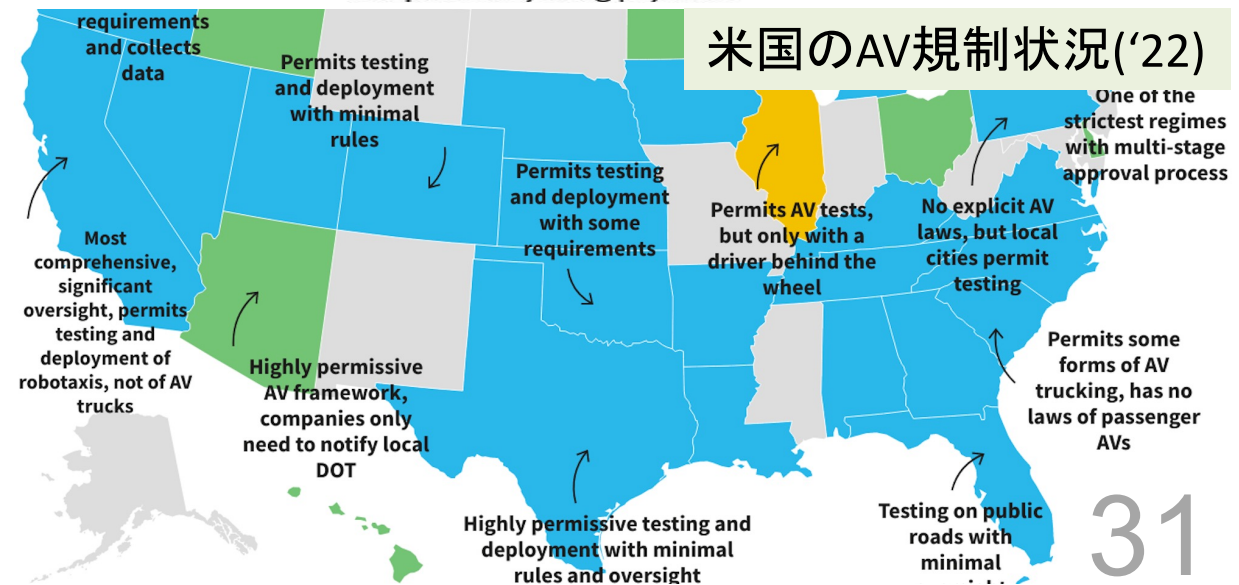 米国のAV規制状況(‘22)
requirements
and collects
data
Permits testing
and deployment
with minimal
rules
One of the
strictest regimes
with multi-stage
approval process
Permits testing
and deployment
with some
requirements
Permits AV tests,
but only with a
driver behind the
wheel
No explicit AV
laws, but local
cities permit
testing
Most
comprehensive,
significant
oversight, permits
testing and
deployment of
robotaxis, not of AV
trucks
Highly permissive
AV framework,
companies only
need to notify local
DOT
Permits some
forms of AV
trucking, has no
laws of passenger
AVs
Highly permissive testing and
deployment with minimal
rules and oversight
Testing on public
roads with
minimal
31